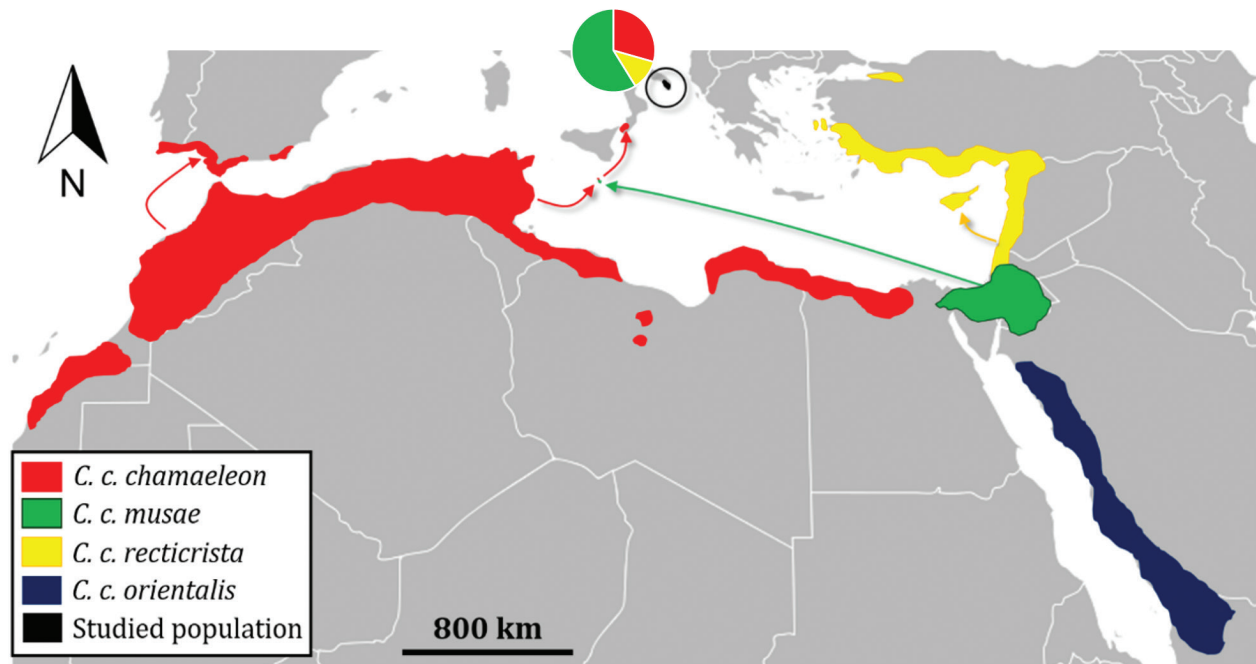 N
C. c. chamaeleon
C. c. musae
C. c. recticrista
C. c. orientalis
Studied population
800 km